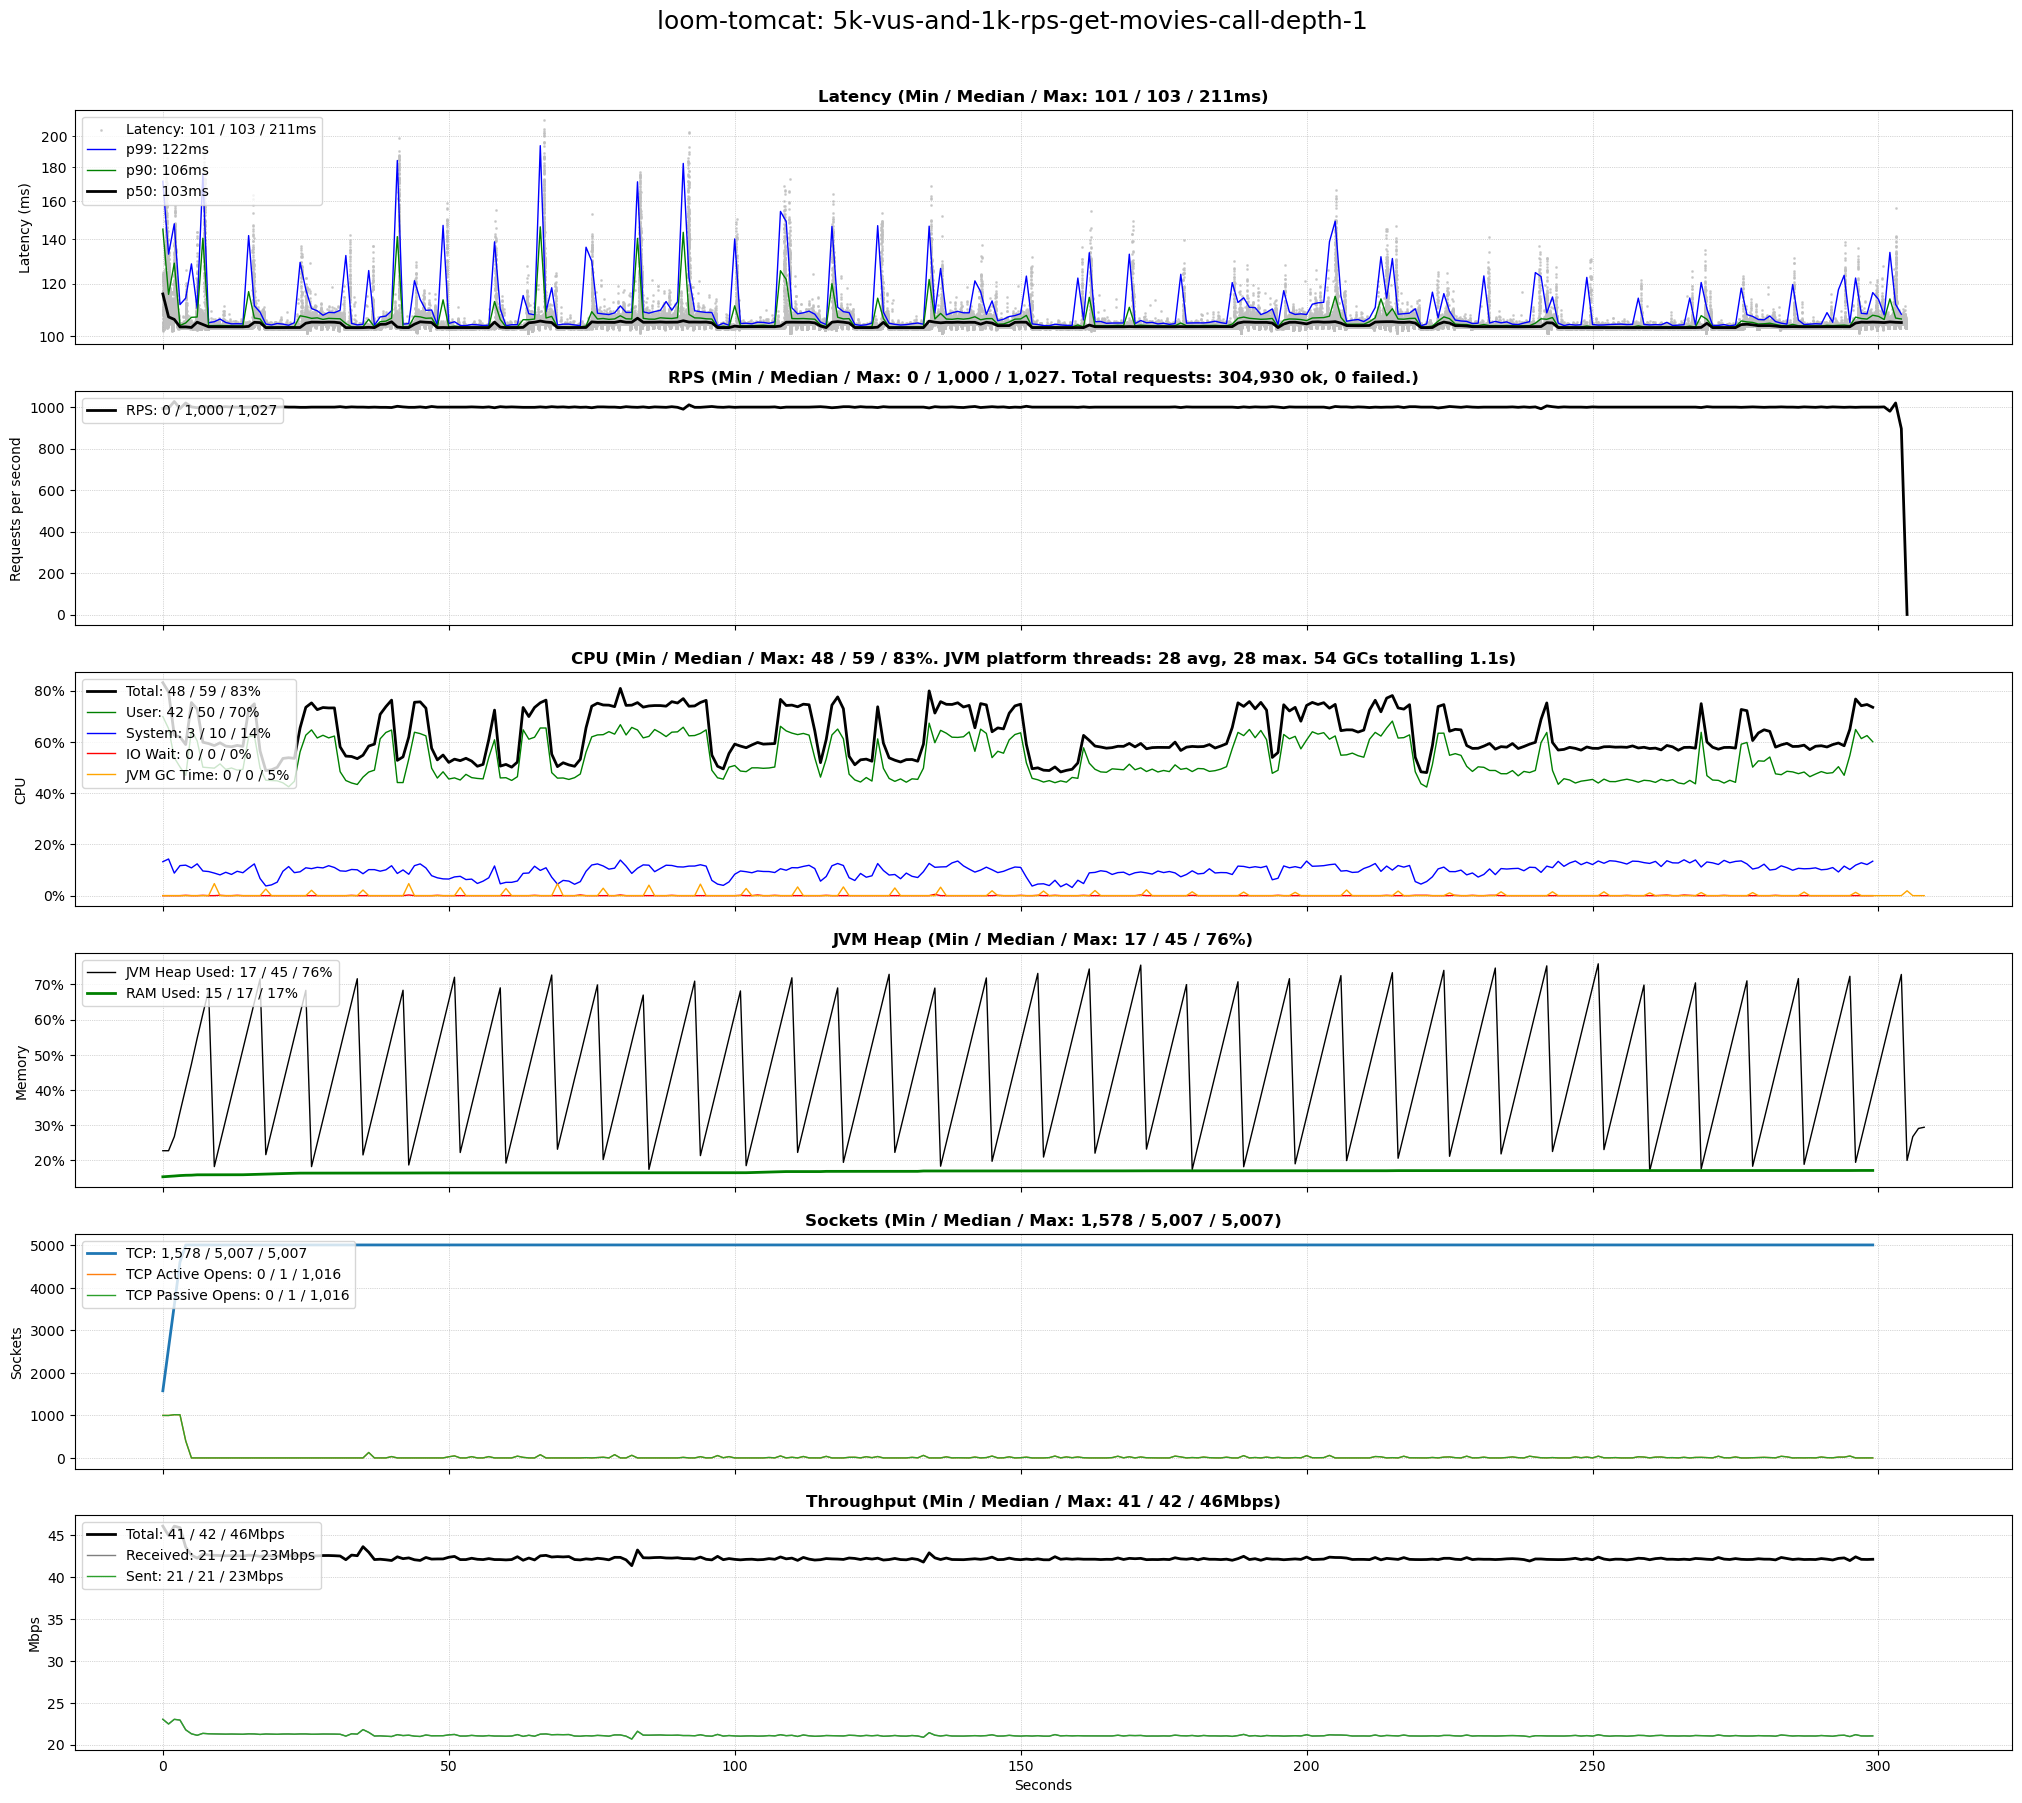 loom-tomcat: 5k-vus-and-1k-rps-get-movies-call-depth-1
Latency (Min / Median / Max: 101 / 103 / 211ms)
Latency (ms)
200
180
160
140
120
100
Latency: 101 / 103 / 211ms
p99: 122ms
p90: 106ms
p50: 103ms
RPS (Min / Median / Max: 0 / 1,000 / 1,027. Total requests: 304,930 ok, 0 failed.)
Requests per second
1000
800
600
400
200
0
RPS: 0 / 1,000 / 1,027
CPU (Min / Median / Max: 48 / 59 / 83%. JVM platform threads: 28 avg, 28 max. 54 GCs totalling 1.1s)
CPU
80%
60%
40%
20%
0%
Total: 48 / 59 / 83%
User: 42 / 50 / 70%
System: 3 / 10 / 14%
IO Wait: 0 / 0 / 0%
JVM GC Time: 0 / 0 / 5%
JVM Heap (Min / Median / Max: 17 / 45 / 76%)
Memory
70%
60%
50%
40%
30%
20%
JVM Heap Used: 17 / 45 / 76%
RAM Used: 15 / 17 / 17%
Sockets (Min / Median / Max: 1,578 / 5,007 / 5,007)
Sockets
5000
4000
3000
2000
1000
0
TCP: 1,578 / 5,007 / 5,007
TCP Active Opens: 0 / 1 / 1,016
TCP Passive Opens: 0 / 1 / 1,016
Throughput (Min / Median / Max: 41 / 42 / 46Mbps)
Mbps
45
40
35
30
25
20
Total: 41 / 42 / 46Mbps
Received: 21 / 21 / 23Mbps
Sent: 21 / 21 / 23Mbps
0 50 100 150 200 250 300
Seconds